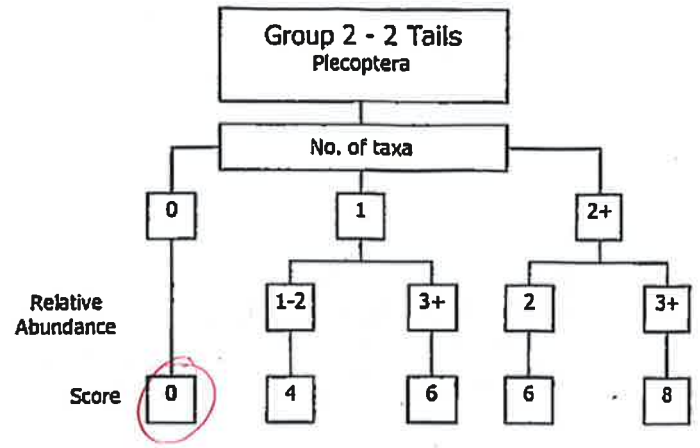 Group 2 - 2 Tails
Plecoptera
No. of taxa
0 1 2+
Relative
Abundance
1-2 3+ 2 3+
Score 0 4 6 6 8